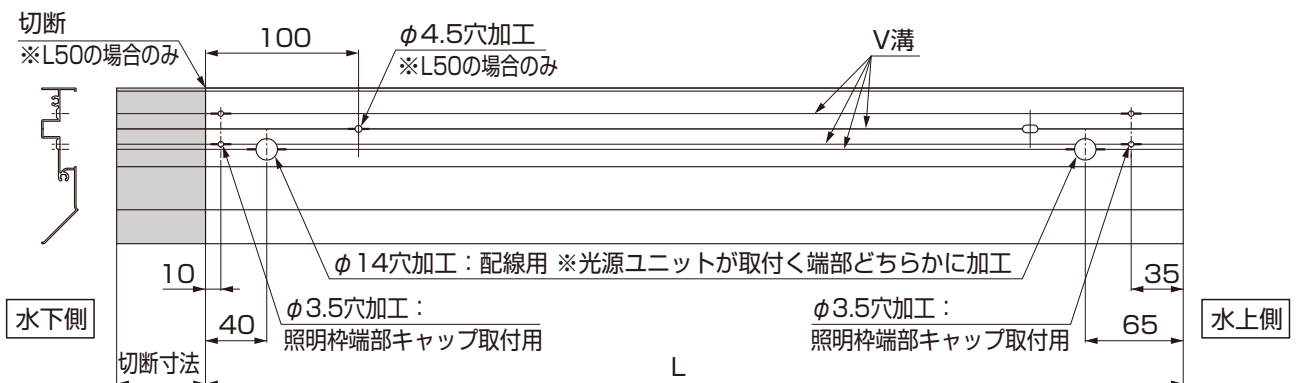 切断
※L50の場合のみ
100
φ4.5穴加工
※L50の場合のみ
V溝
φ14穴加工：配線用 ※光源ユニットが取付く端部どちらかに加工
10
35
水下側
40
φ3.5穴加工：
照明枠端部キャップ取付用
φ3.5穴加工：
照明枠端部キャップ取付用
65
水上側
切断寸法
L